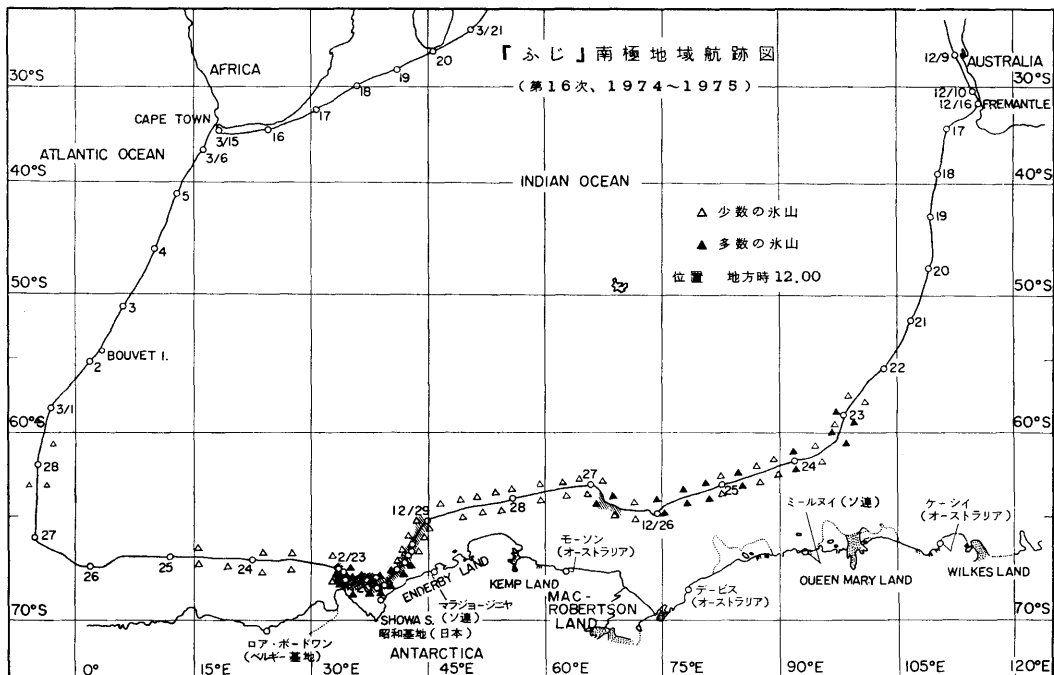 『ふじ』南極地域航跡図
(第16次、1974～1975)
3/21
20
19
18
17
16
3/15
3/6
5
4
3
2
3/1
28
27
26
25
24
2/23
12/29
28
27
12/26
25
24
23
22
21
20
19
18
17
12/16
12/10
12/9
AFRICA
CAPE TOWN
ATLANTIC OCEAN
INDIAN OCEAN
AUSTRALIA
FREMANTLE
BOUVET I.
△ 少数の氷山
▲ 多数の氷山
位置 地方時12.00
30°S
40°S
50°S
60°S
70°S
30°S
40°S
50°S
60°S
70°S
ENDERBY LAND
KEMP LAND
MAC-
ROBERTSON
LAND
QUEEN MARY LAND
WILKES LAND
ANTARCTICA
SHOWA S.
昭和基地(日本)
マラジョージニヤ
(ソ連)
モーソン
(オーストラリア)
デービス
(オーストラリア)
ミールヌイ(ソ連)
ケーシイ
(オーストラリア)
ロア・ボードワン
(ベルギー基地)
0°
15°E
30°E
45°E
60°E
75°E
90°E
105°E
120°E